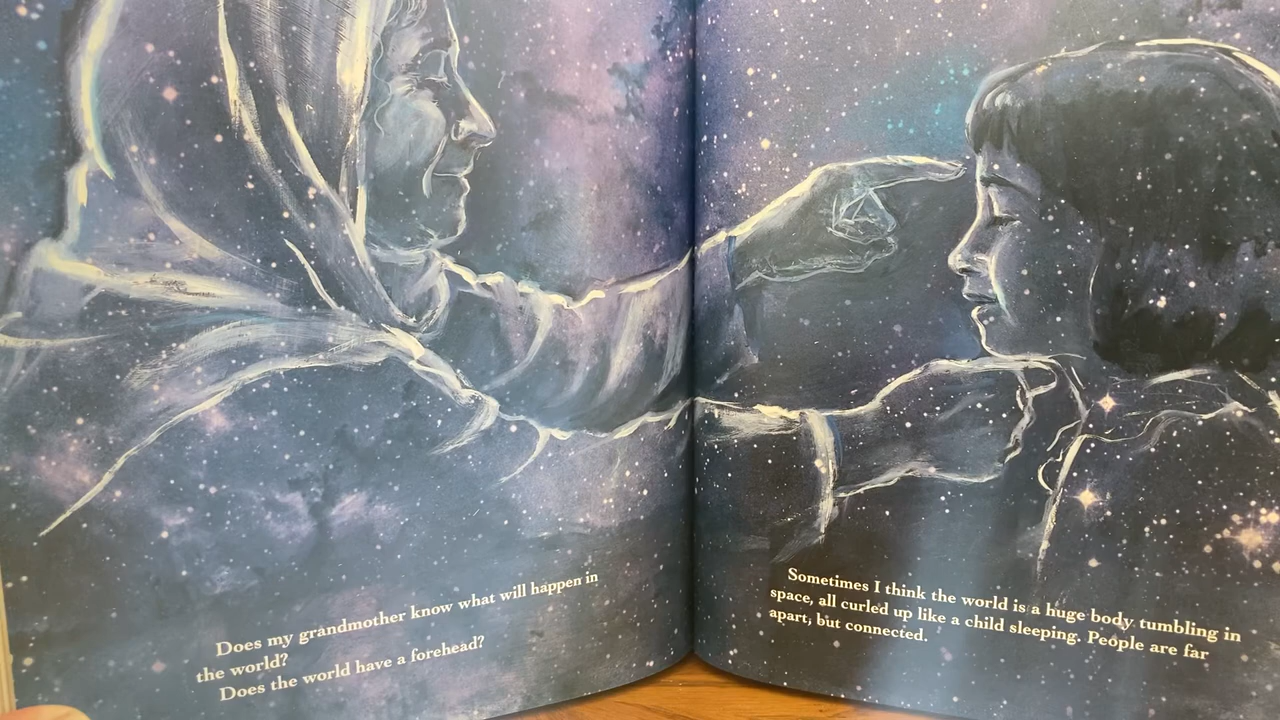 Does my grandmother know what will happen in
the world?
Does the world have a forehead?
Sometimes I think the world is a huge body tumbling in
space, all curled up like a child sleeping. People are far
apart, but connected.